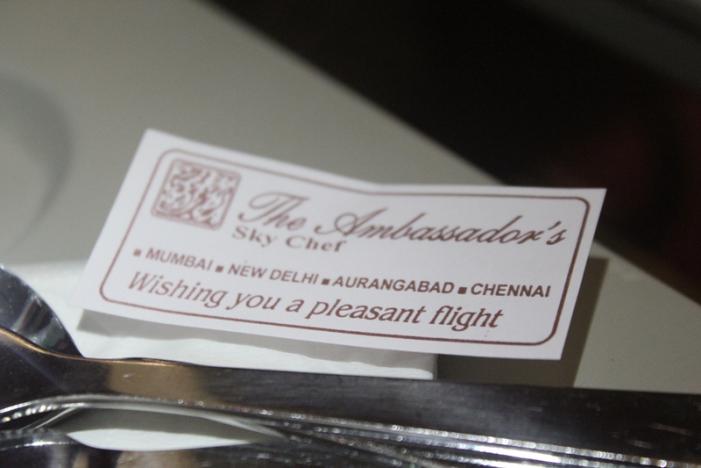 The Ambassador's
Sky Chef
▪ MUMBAI ▪ NEW DELHI ▪ AURANGABAD ▪ CHENNAI
Wishing you a pleasant flight